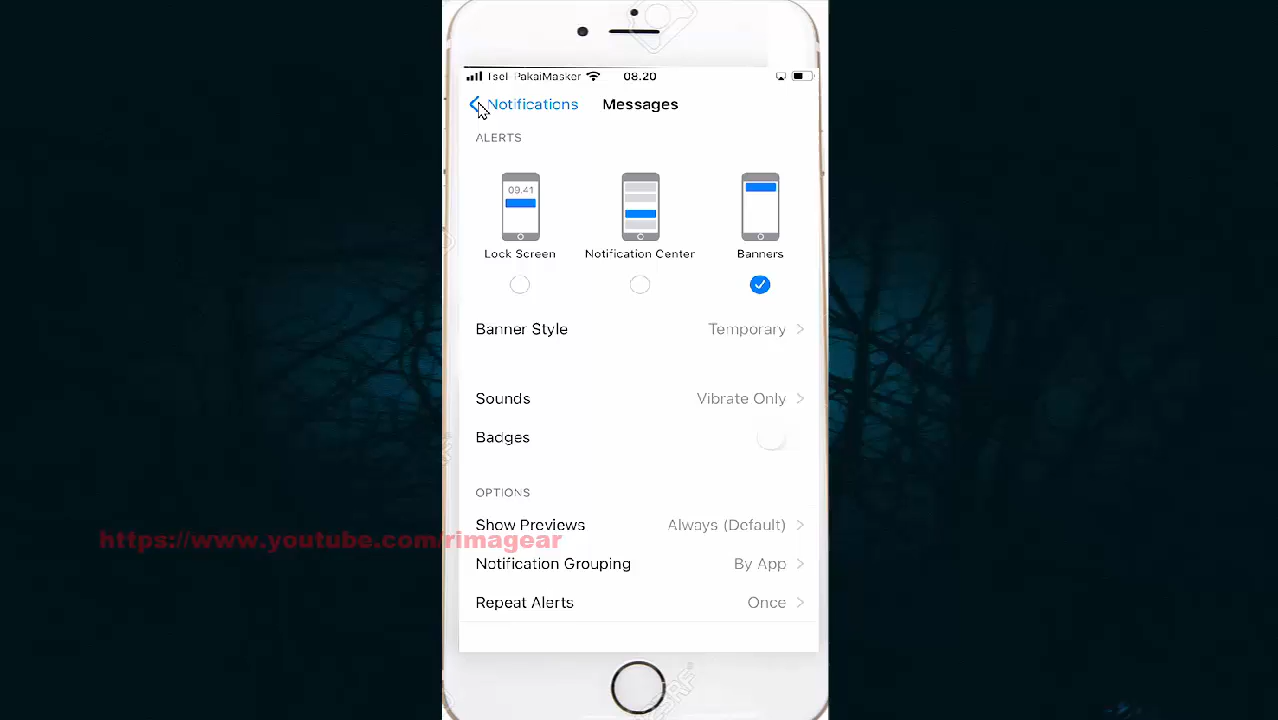 Tsel-PakaiMasker 08.20
Notifications Messages
ALERTS
09.41
Lock Screen Notification Center Banners
Banner Style Temporary
Sounds Vibrate Only
Badges
OPTIONS
Show Previews Always (Default)
https://www.youtube.com/rimagear
Notification Grouping By App
Repeat Alerts Once